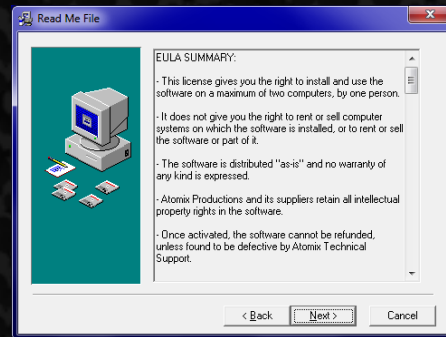 Read Me File
EULA SUMMARY:
- This license gives you the right to install and use the
software on a maximum of two computers, by one person.
- It does not give you the right to rent or sell computer
systems on which the software is installed, or to rent or sell
the software or part of it.
- The software is distributed "as-is" and no warranty of
any kind is expressed.
- Atomix Productions and its suppliers retain all intellectual
property rights in the software.
- Once activated, the software cannot be refunded,
unless found to be defective by Atomix Technical
Support.
< Back
Next >
Cancel